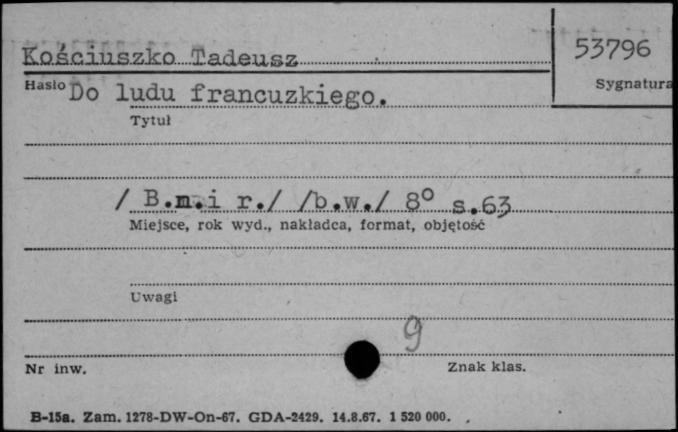 Kościuszko Tadeusz
53796
Sygnatura
Hasło Do ludu francuzkiego.
Tytuł
/ B.m.i r./ /b.w./ 8° s.63
Miejsce, rok wyd., nakładca, format, objętość
Uwagi
9
Nr inw.
Znak klas.
B-15a. Zam. 1278-DW-On-67. GDA-2429. 14.8.67. 1 520 000.